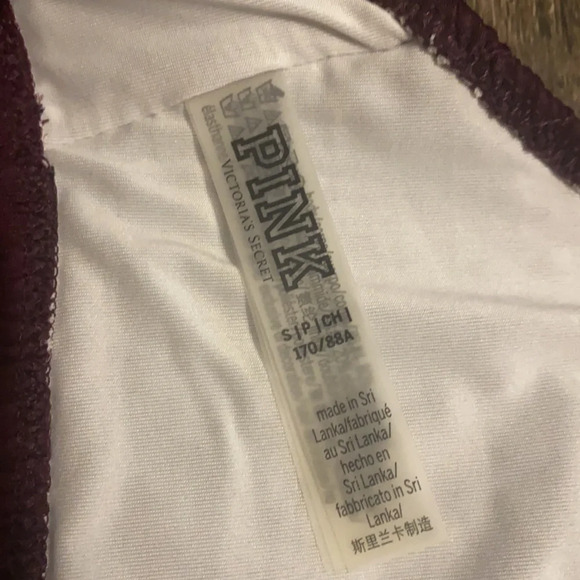 PINK
VICTORIA'S SECRET
S|P|CH|
170/88A
made in Sri
Lanka/fabriqué
au Sri Lanka/
hecho en
Sri Lanka/
fabbricato in Sri
Lanka/
斯里兰卡制造